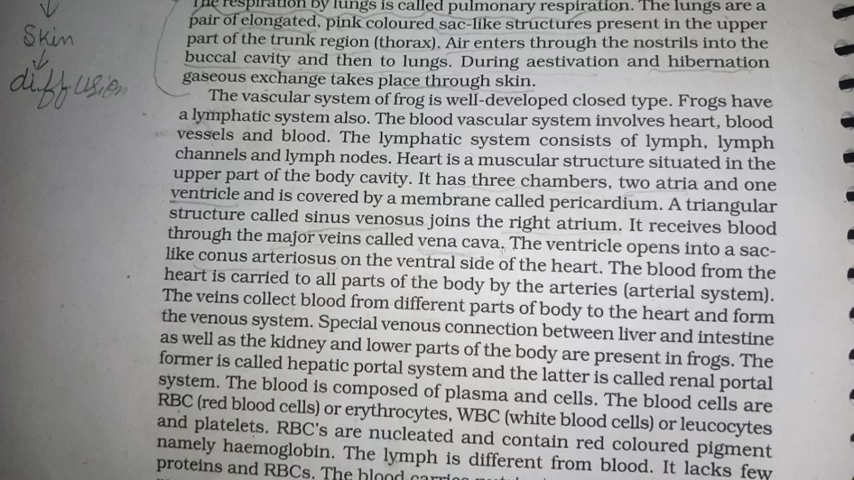 Skin
diffusion
The respiration by lungs is called pulmonary respiration. The lungs are a
pair of elongated, pink coloured sac-like structures present in the upper
part of the trunk region (thorax). Air enters through the nostrils into the
buccal cavity and then to lungs. During aestivation and hibernation
gaseous exchange takes place through skin.
The vascular system of frog is well-developed closed type. Frogs have
a lymphatic system also. The blood vascular system involves heart, blood
vessels and blood. The lymphatic system consists of lymph, lymph
channels and lymph nodes. Heart is a muscular structure situated in the
upper part of the body cavity. It has three chambers, two atria and one
ventricle and is covered by a membrane called pericardium. A triangular
structure called sinus venosus joins the right atrium. It receives blood
through the major veins called vena cava. The ventricle opens into a sac-
like conus arteriosus on the ventral side of the heart. The blood from the
heart is carried to all parts of the body by the arteries (arterial system).
The veins collect blood from different parts of body to the heart and form
the venous system. Special venous connection between liver and intestine
as well as the kidney and lower parts of the body are present in frogs. The
former is called hepatic portal system and the latter is called renal portal
system. The blood is composed of plasma and cells. The blood cells are
RBC (red blood cells) or erythrocytes, WBC (white blood cells) or leucocytes
and platelets. RBC's are nucleated and contain red coloured pigment
namely haemoglobin. The lymph is different from blood. It lacks few
proteins and RBCs. The blood carries